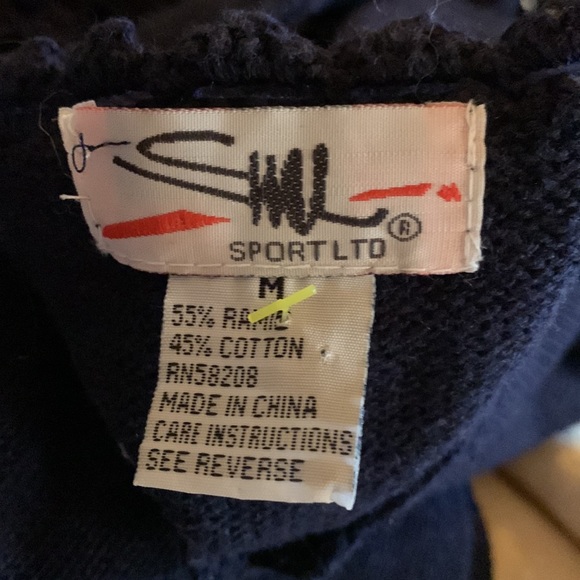 SML
SPORT LTD ®
M
55% RAMIE
45% COTTON
RN58208
MADE IN CHINA
CARE INSTRUCTIONS
SEE REVERSE